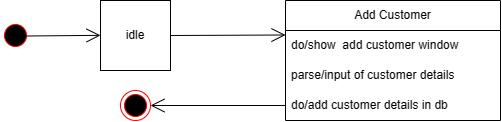 idle
Add Customer
do/show add customer window
parse/input of customer details
do/add customer details in db